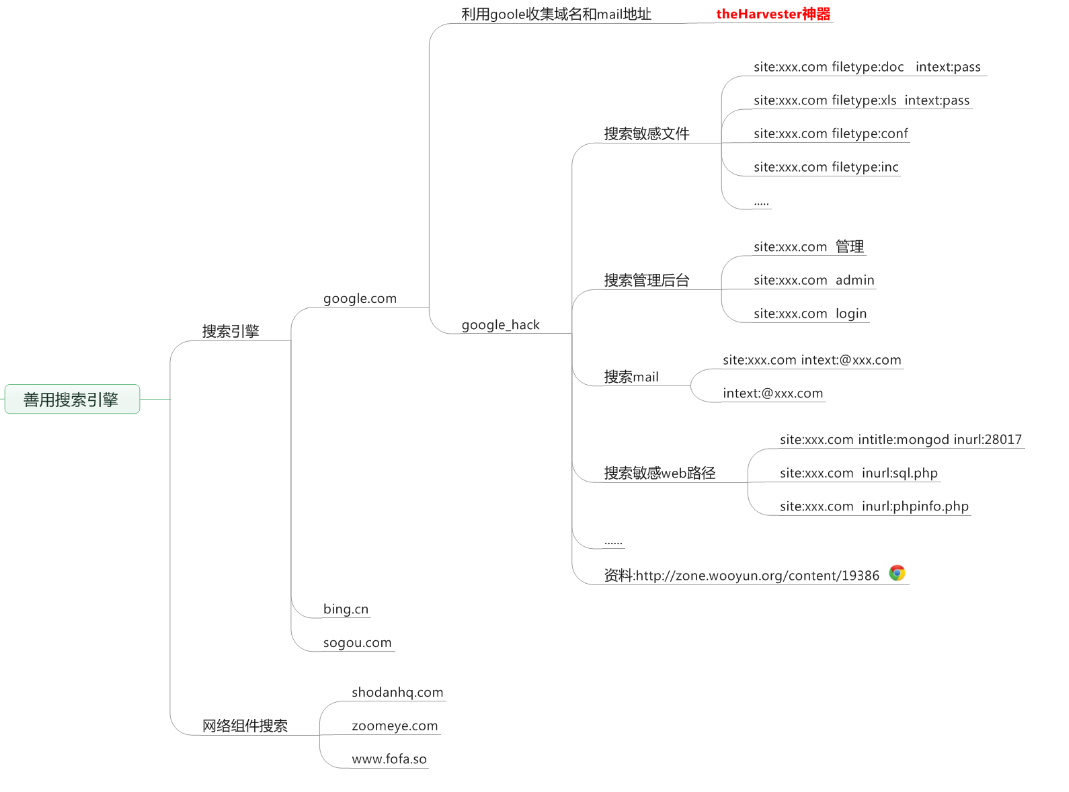 利用goole收集域名和mail地址
theHarvester神器
site:xxx.com filetype:doc   intext:pass
site:xxx.com filetype:xls  intext:pass
搜索敏感文件
site:xxx.com filetype:conf
site:xxx.com filetype:inc
.....
site:xxx.com  管理
搜索管理后台
site:xxx.com  admin
google.com
site:xxx.com  login
google_hack
搜索引擎
site:xxx.com intext:@xxx.com
搜索mail
intext:@xxx.com
善用搜索引擎
site:xxx.com intitle:mongod inurl:28017
搜索敏感web路径
site:xxx.com  inurl:sql.php
site:xxx.com  inurl:phpinfo.php
......
资料:http://zone.wooyun.org/content/19386
bing.cn
sogou.com
shodanhq.com
网络组件搜索
zoomeye.com
www.fofa.so